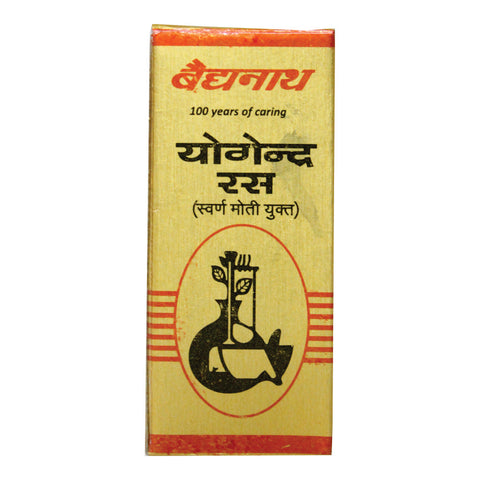 बैद्यनाथ
100 years of caring
योगेन्द्र
रस
(स्वर्ण मोती युक्त)